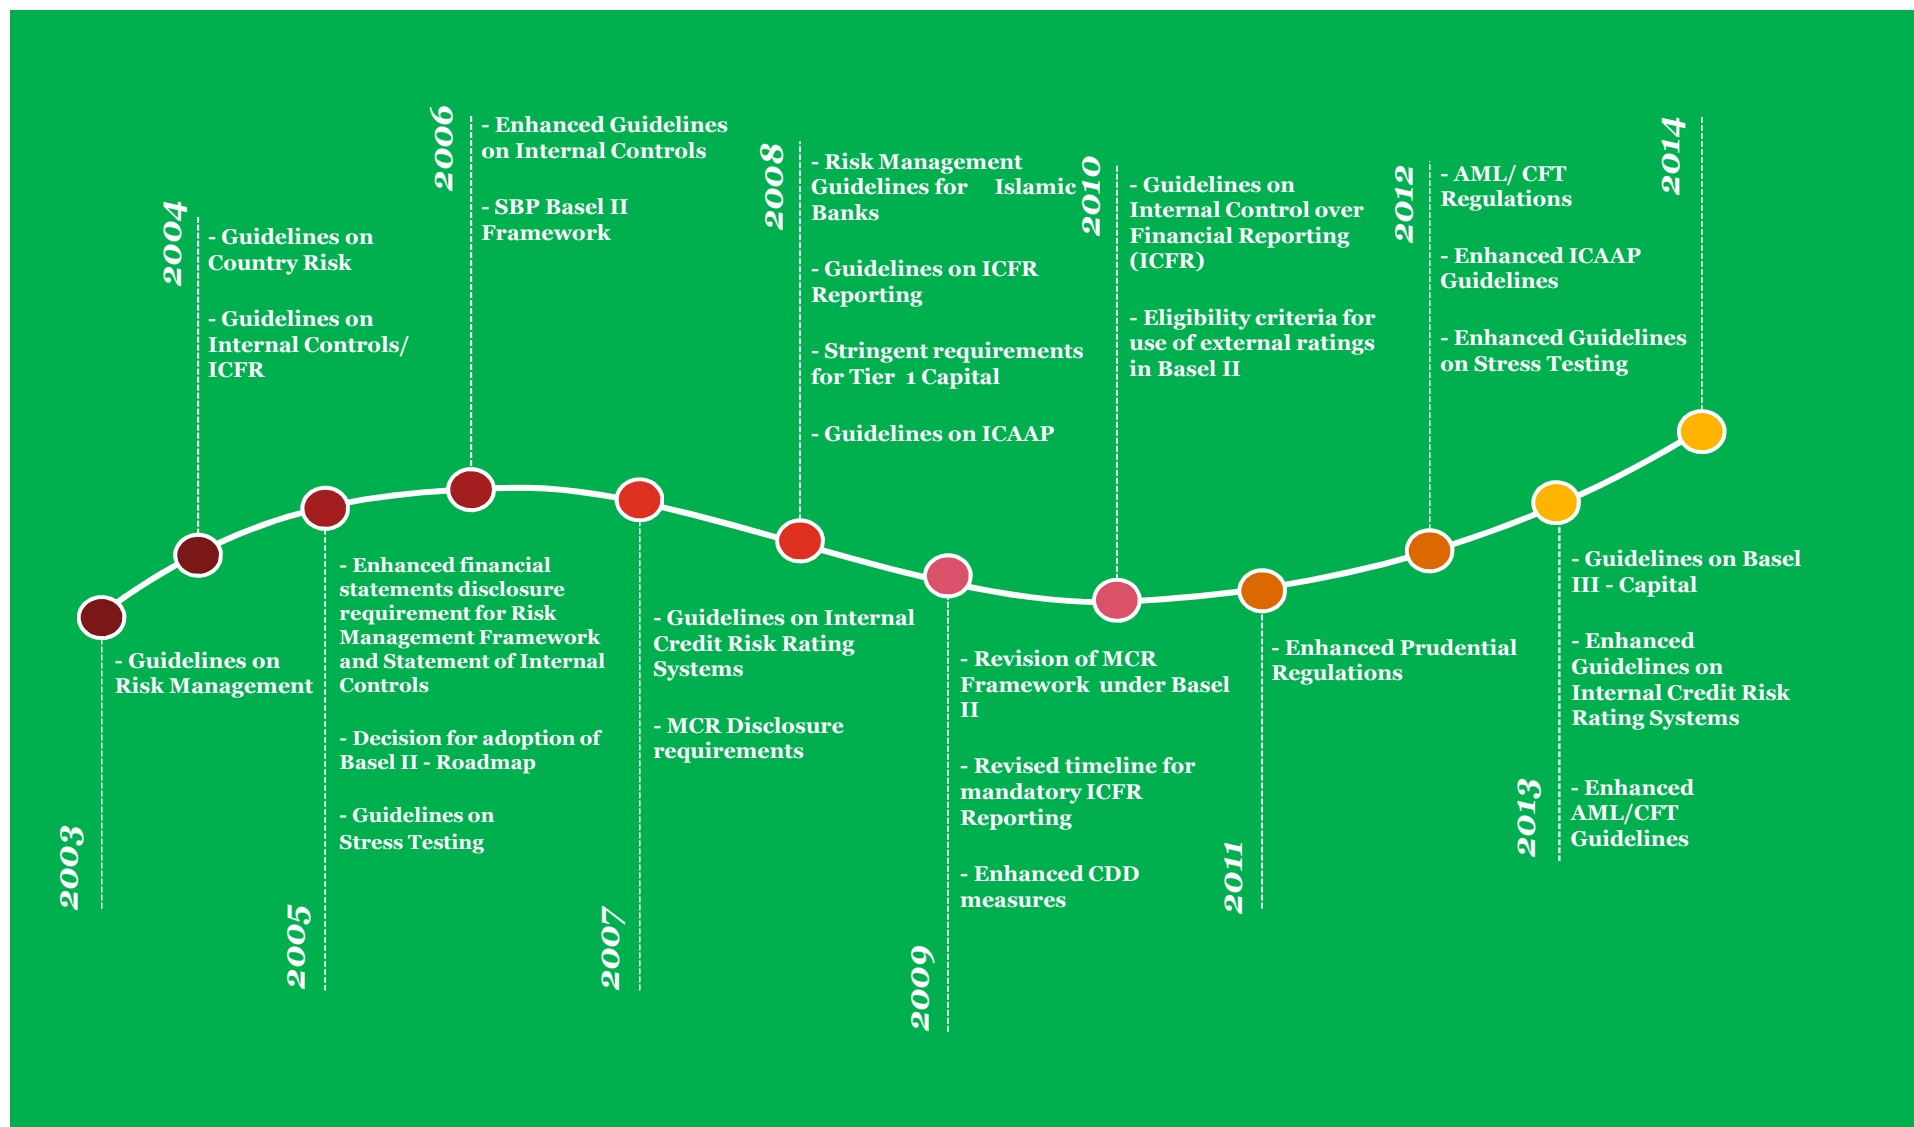 2003
- Guidelines on
Risk Management
2004
- Guidelines on
Country Risk
- Guidelines on
Internal Controls/
ICFR
2005
- Enhanced financial
statements disclosure
requirement for Risk
Management Framework
and Statement of Internal
Controls
- Decision for adoption of
Basel II - Roadmap
- Guidelines on
Stress Testing
2006
- Enhanced Guidelines
on Internal Controls
- SBP Basel II
Framework
2007
- Guidelines on Internal
Credit Risk Rating
Systems
- MCR Disclosure
requirements
2008
- Risk Management
Guidelines for Islamic
Banks
- Guidelines on ICFR
Reporting
- Stringent requirements
for Tier 1 Capital
- Guidelines on ICAAP
2009
- Revision of MCR
Framework under Basel
II
- Revised timeline for
mandatory ICFR
Reporting
- Enhanced CDD
measures
2010
- Guidelines on
Internal Control over
Financial Reporting
(ICFR)
- Eligibility criteria for
use of external ratings
in Basel II
2011
- Enhanced Prudential
Regulations
2012
- AML/ CFT
Regulations
- Enhanced ICAAP
Guidelines
- Enhanced Guidelines
on Stress Testing
2013
- Guidelines on Basel
III - Capital
- Enhanced
Guidelines on
Internal Credit Risk
Rating Systems
- Enhanced
AML/CFT
Guidelines
2014